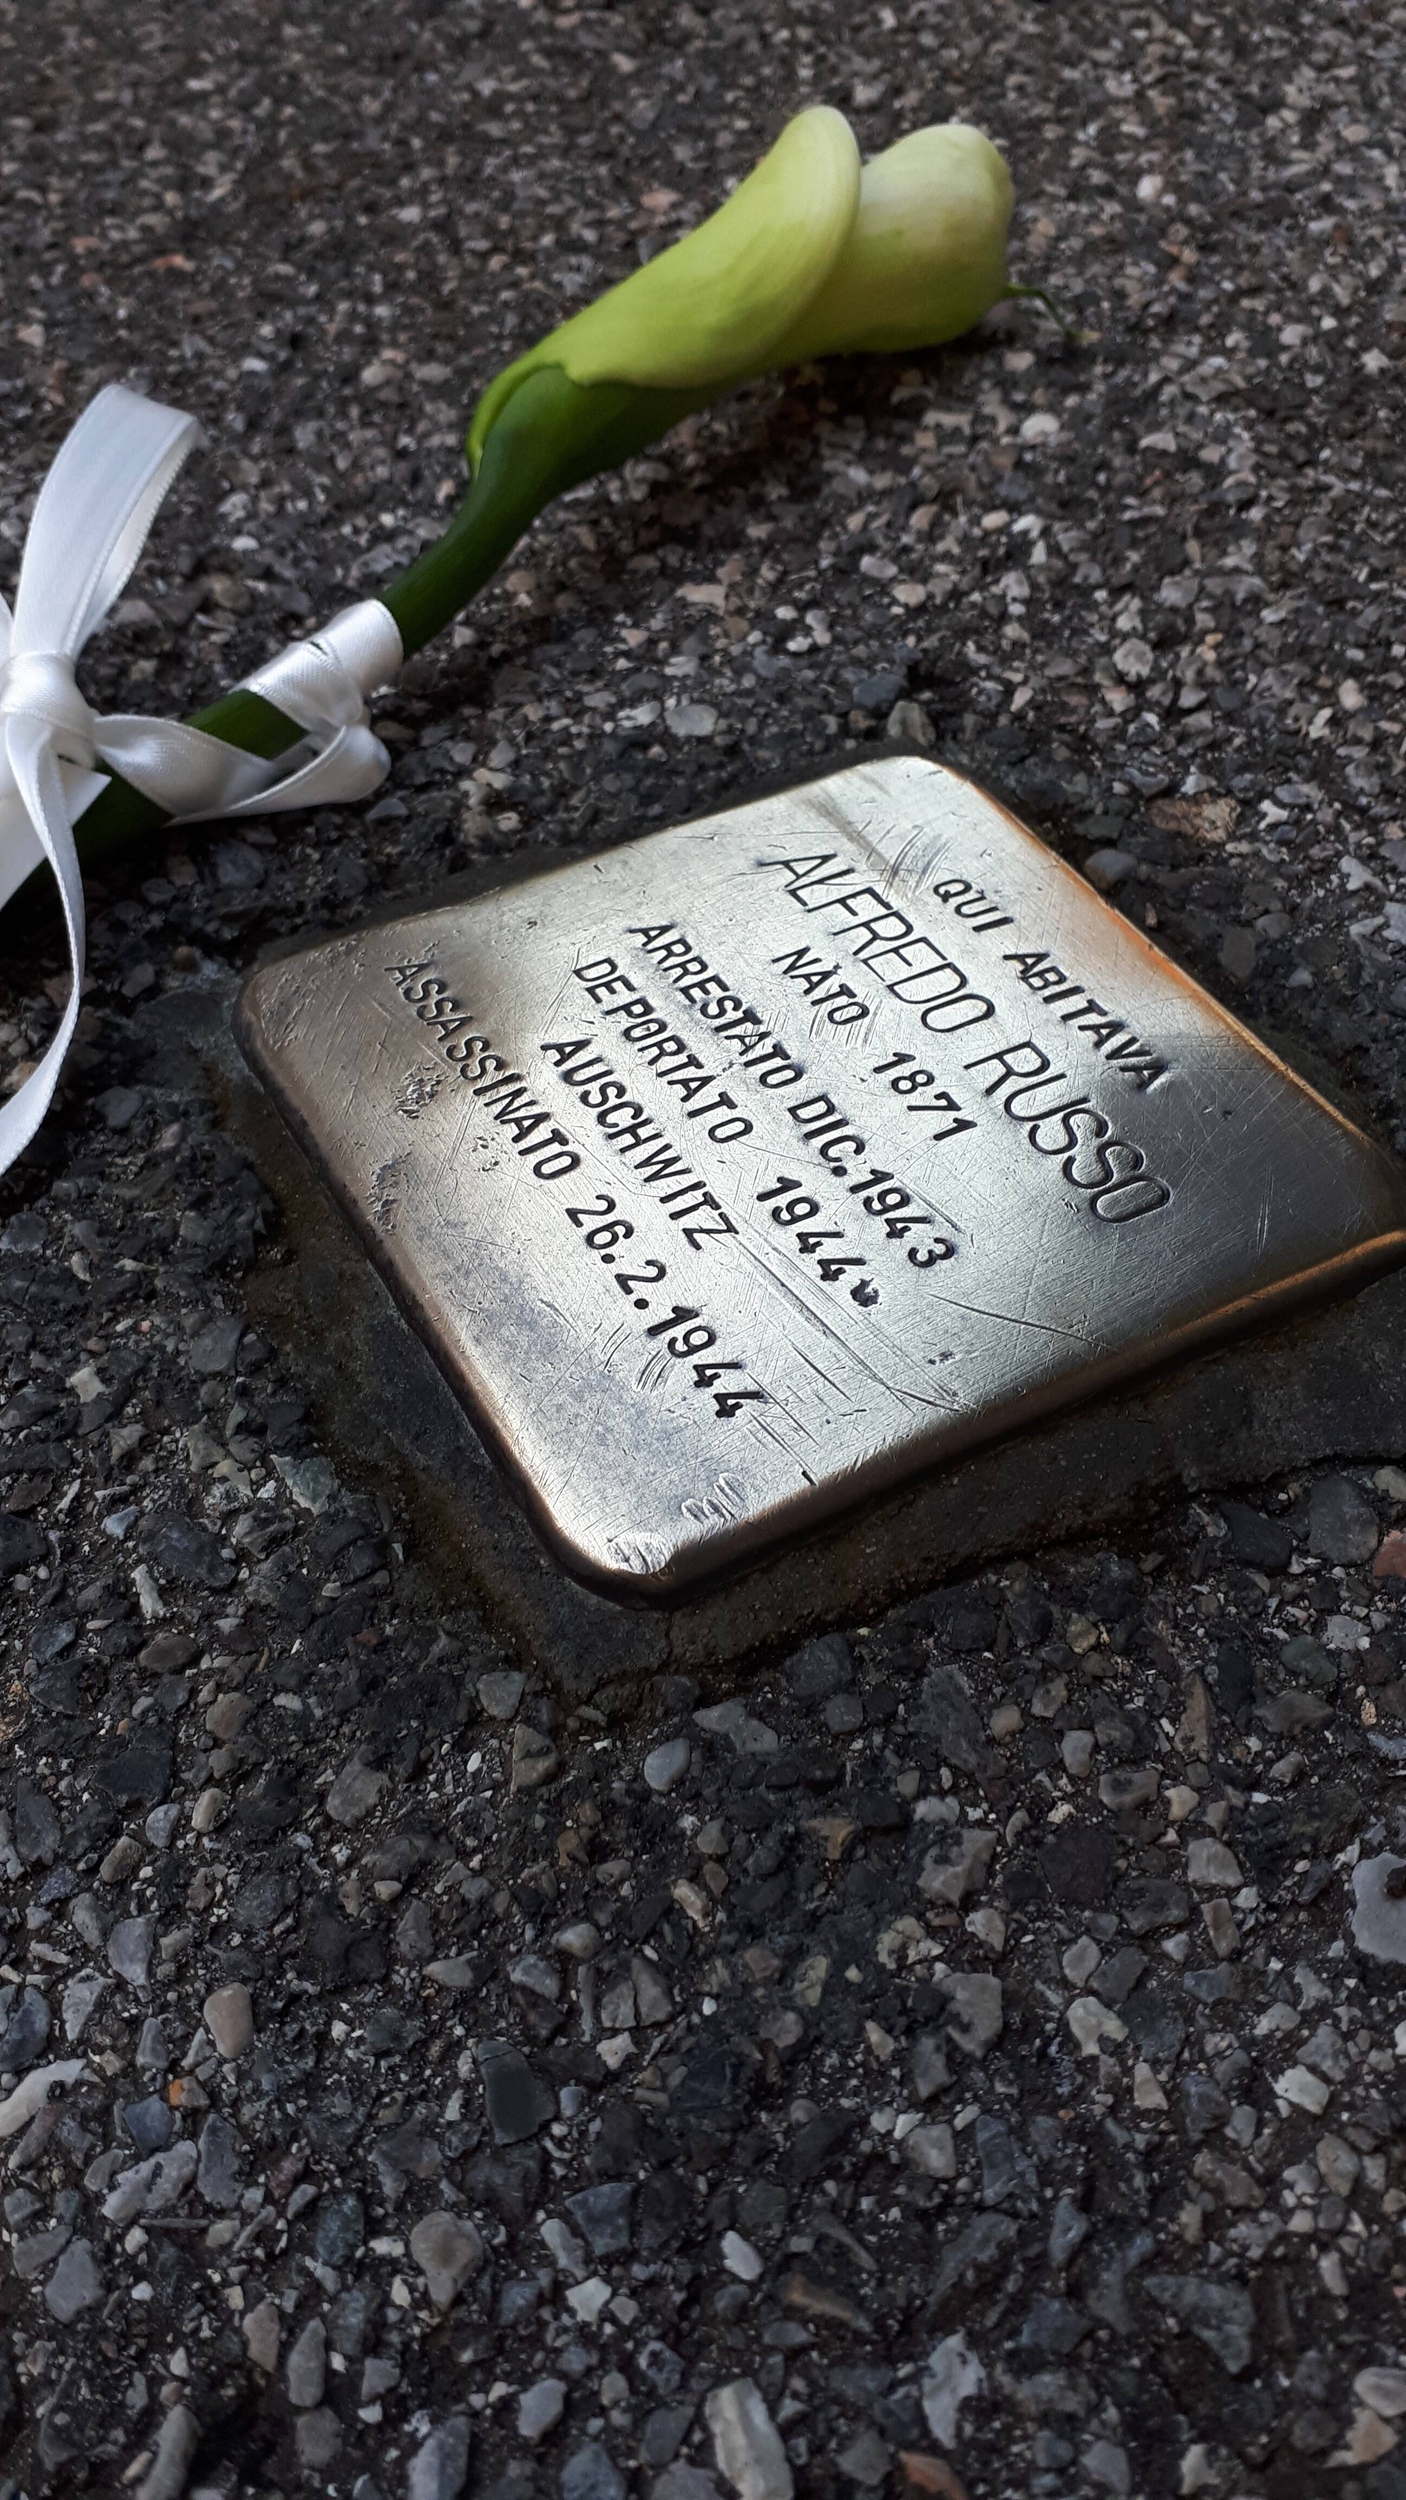 QUI ABITAVA
ALFREDO RUSSO
NATO 1871
ARRESTATO DIC.1943
DEPORTATO 1944
AUSCHWITZ
ASSASSINATO 26.2.1944